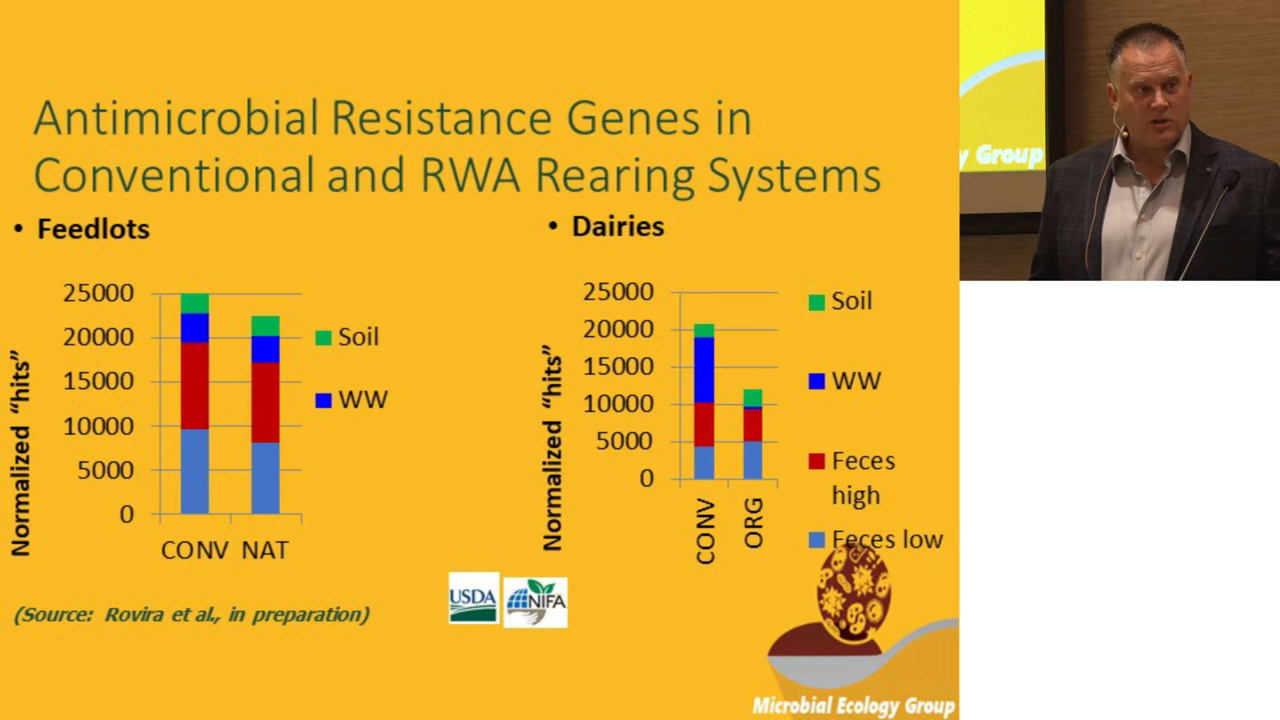 Antimicrobial Resistance Genes in
Conventional and RWA Rearing Systems
• Feedlots
Normalized "hits"
25000
20000
15000
10000
5000
0
CONV NAT
Soil
WW
• Dairies
Normalized "hits"
25000
20000
15000
10000
5000
0
CONV
ORG
Soil
WW
Feces
high
Feces low
(Source: Rovira et al., in preparation)
USDA
NIFA
Microbial Ecology Group
y Group